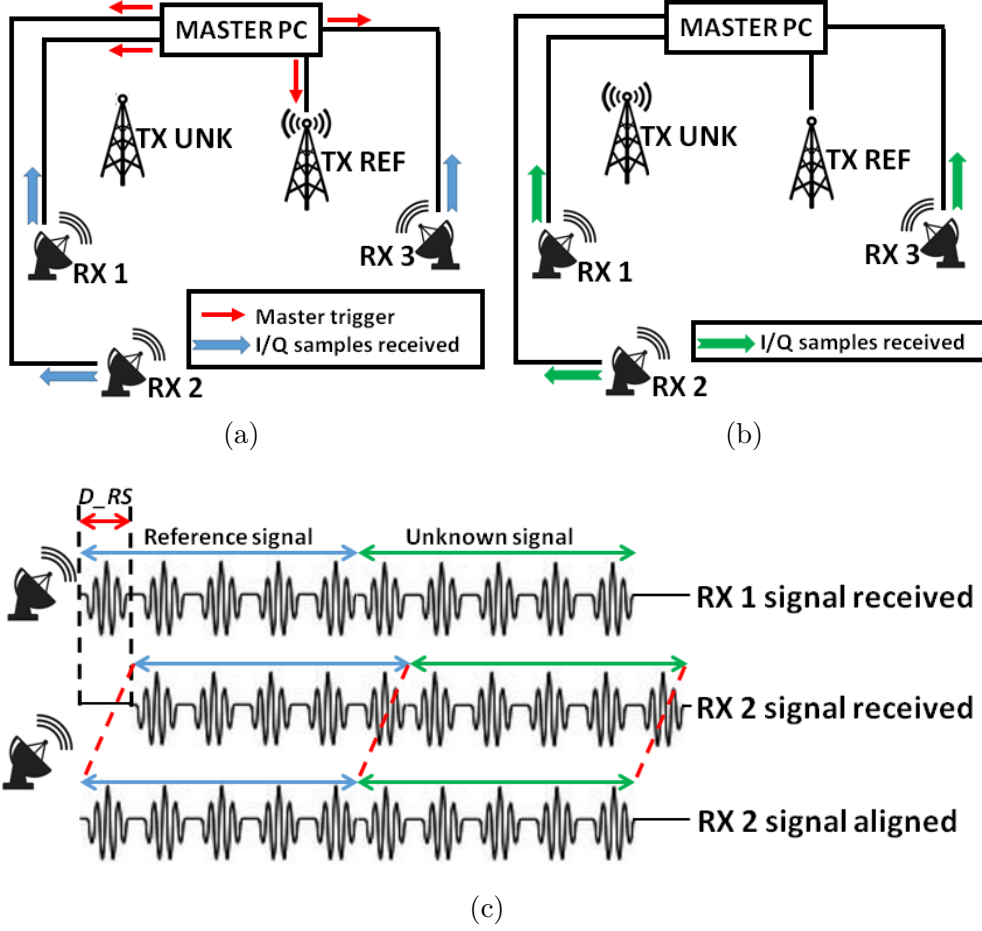 MASTER PC
TX UNK
TX REF
RX 1
RX 3
Master trigger
I/Q samples received
RX 2
(a)
MASTER PC
TX UNK
TX REF
RX 1
RX 3
I/Q samples received
RX 2
(b)
D_RS
Reference signal
Unknown signal
RX 1 signal received
RX 2 signal received
RX 2 signal aligned
(c)